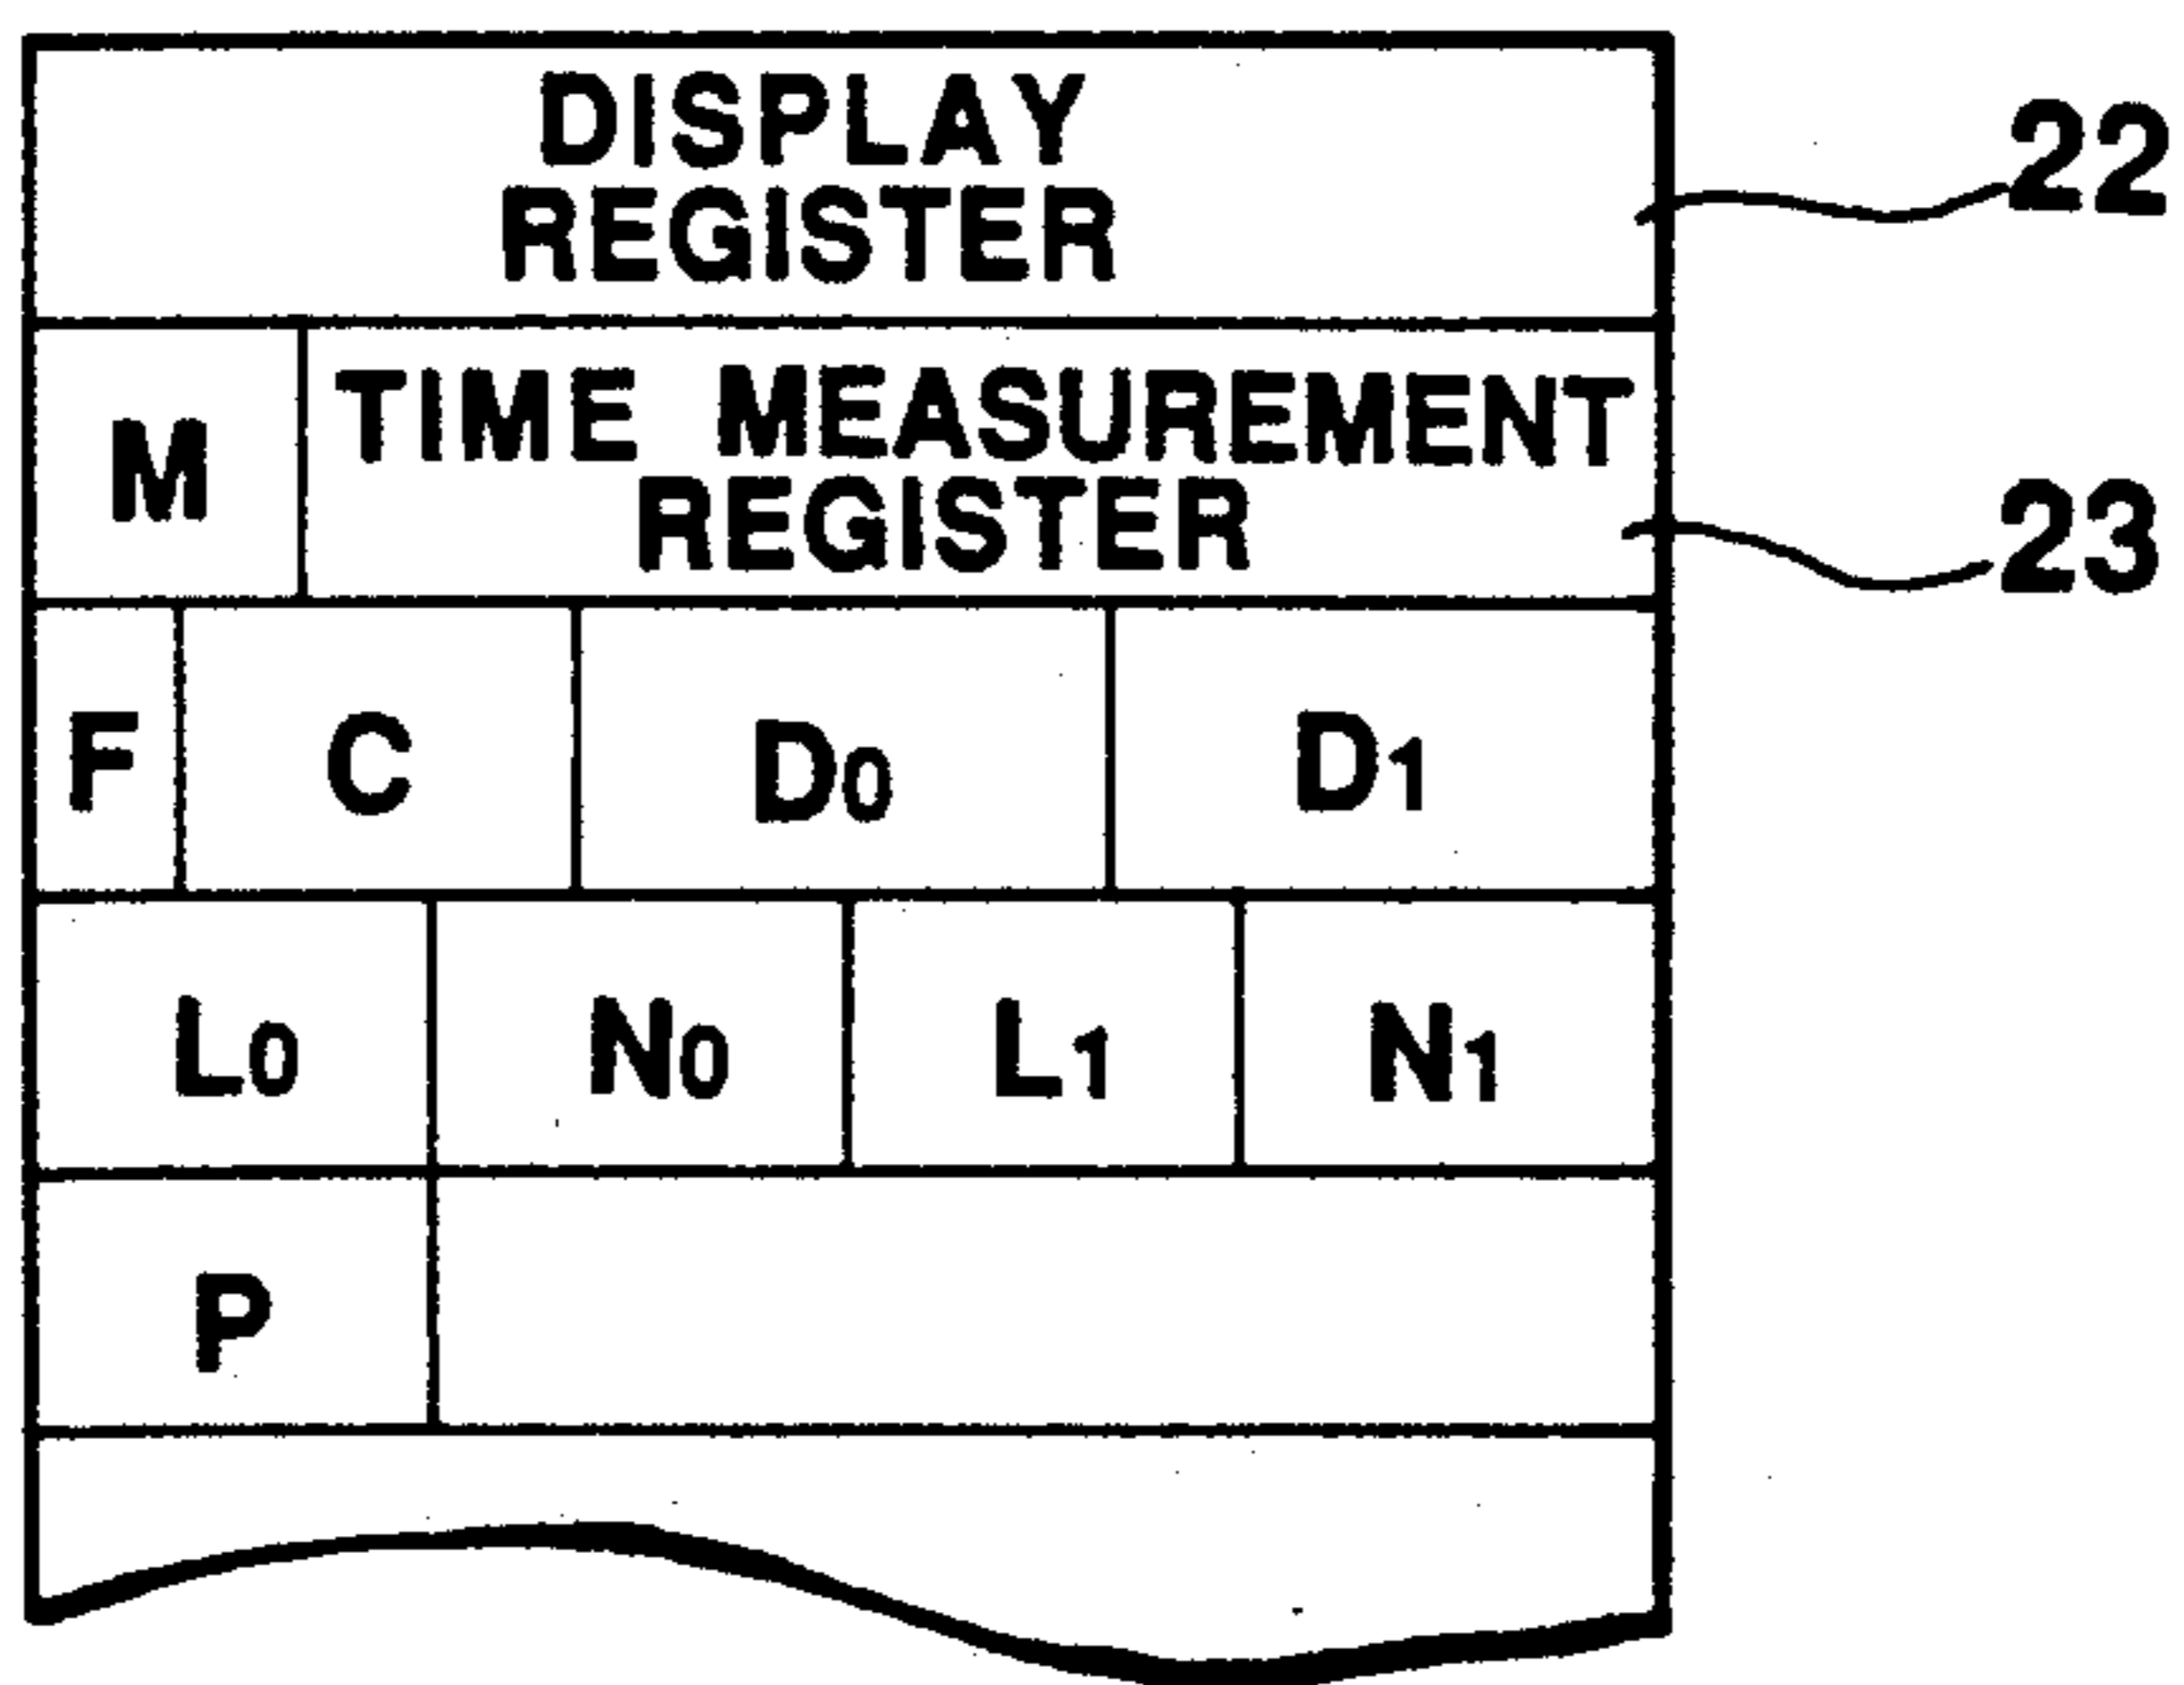 DISPLAY
REGISTER
22
M
TIME MEASUREMENT
REGISTER
23
F C D0 D1
L0 N0 L1 N1
P